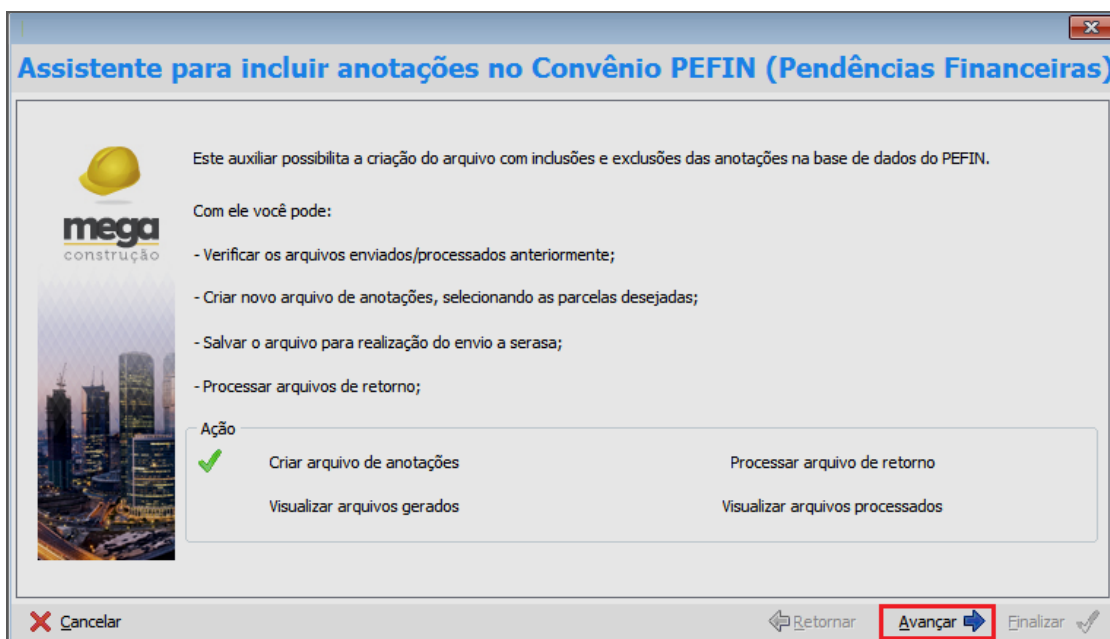 Assistente para incluir anotações no Convênio PEFIN (Pendências Financeiras)
mega
construção
Este auxiliar possibilita a criação do arquivo com inclusões e exclusões das anotações na base de dados do PEFIN.
Com ele você pode:
- Verificar os arquivos enviados/processados anteriormente;
- Criar novo arquivo de anotações, selecionando as parcelas desejadas;
- Salvar o arquivo para realização do envio a serasa;
- Processar arquivos de retorno;
Ação
Criar arquivo de anotações Processar arquivo de retorno
Visualizar arquivos gerados Visualizar arquivos processados
Cancelar Retornar Avançar Finalizar